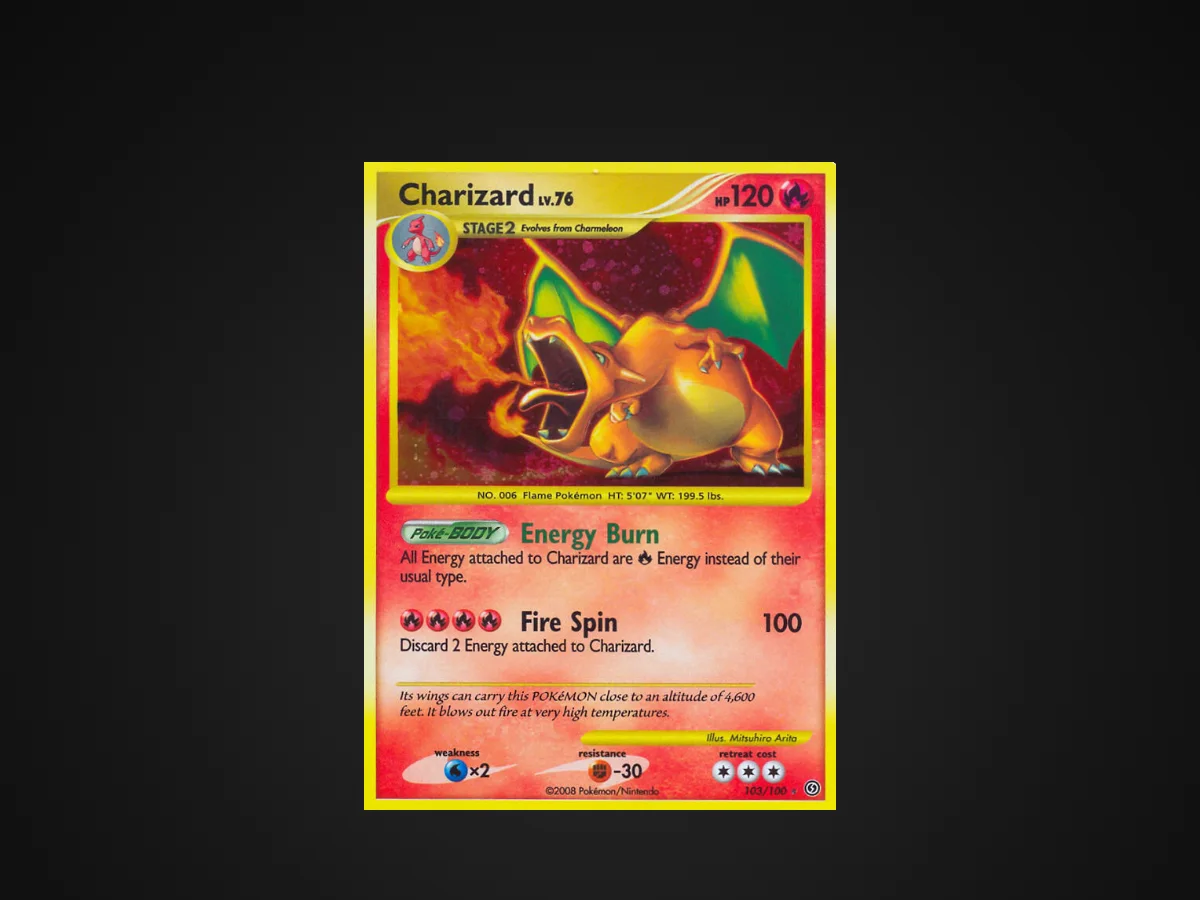 Charizard LV.76 HP 120
STAGE2 Evolves from Charmeleon
NO. 006 Flame Pokémon HT: 5'07" WT: 199.5 lbs.
Poké-BODY Energy Burn
All Energy attached to Charizard are Energy instead of their
usual type.
Fire Spin 100
Discard 2 Energy attached to Charizard.
Its wings can carry this POKéMON close to an altitude of 4,600
feet. It blows out fire at very high temperatures.
Illus. Mitsuhiro Arita
weakness resistance retreat cost
×2 -30
©2008 Pokémon/Nintendo 103/100